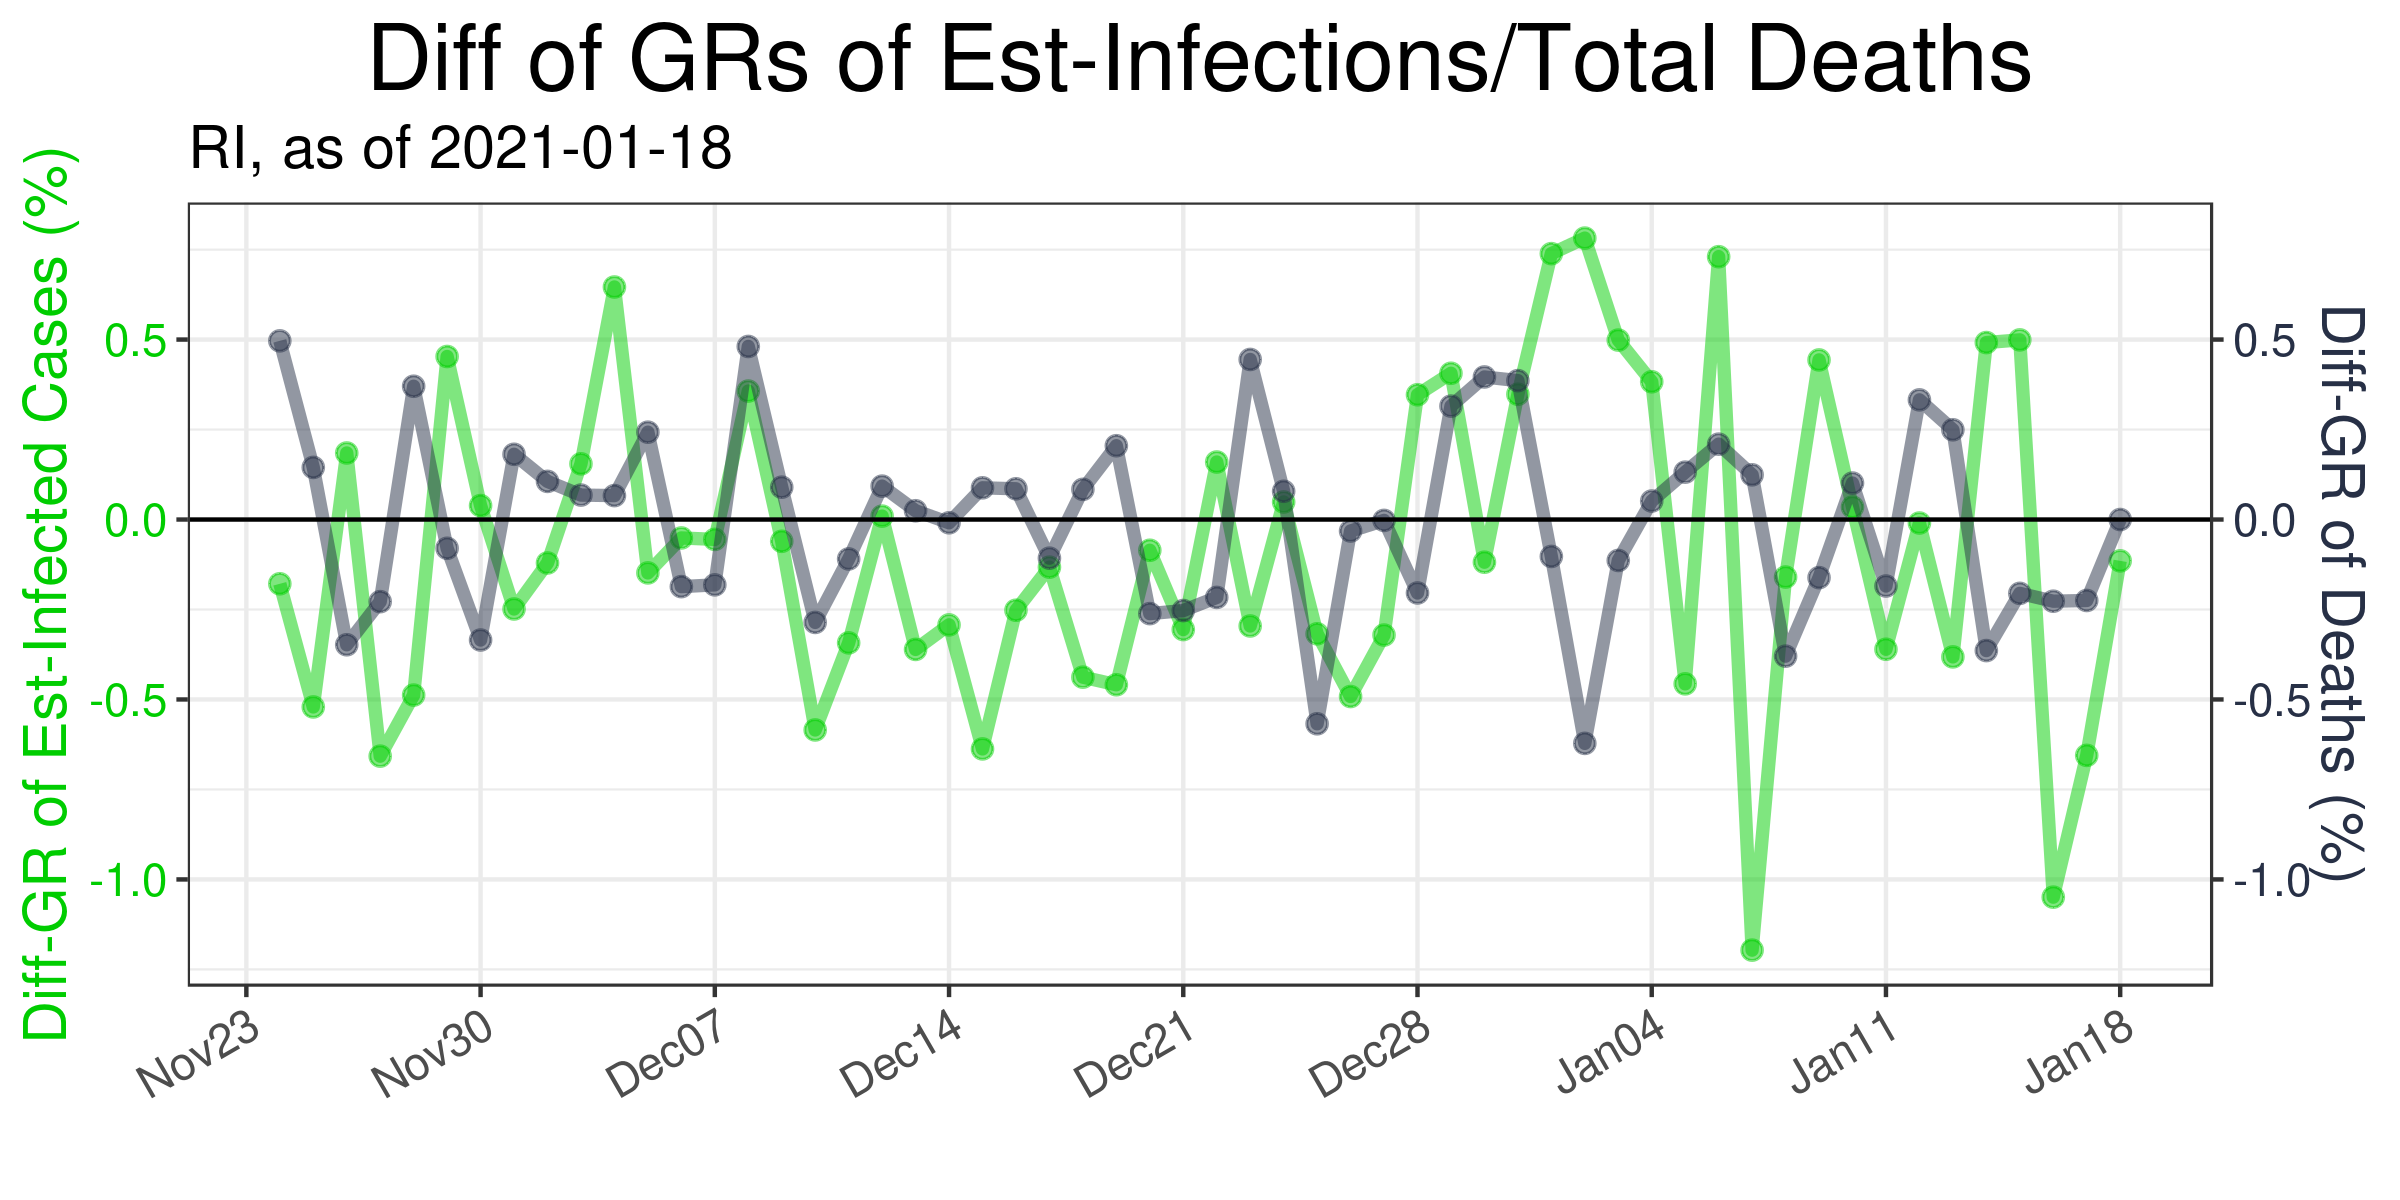 Diff of GRs of Est-Infections/Total Deaths
RI, as of 2021-01-18
Diff-GR of Est-Infected Cases (%)
0.5
0.0
-0.5
-1.0
0.5
0.0
-0.5
-1.0
Diff-GR of Deaths (%)
Nov23
Nov30
Dec07
Dec14
Dec21
Dec28
Jan04
Jan11
Jan18